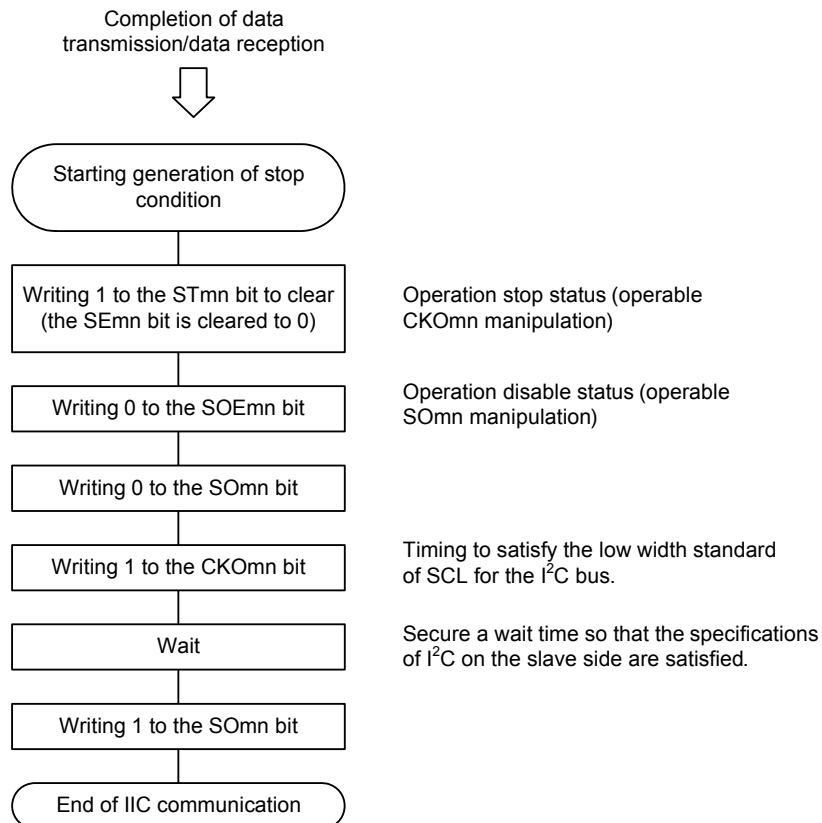 Completion of data
transmission/data reception
Starting generation of stop
condition
Writing 1 to the STmn bit to clear
(the SEmn bit is cleared to 0)
Operation stop status (operable
CKOmn manipulation)
Writing 0 to the SOEmn bit
Operation disable status (operable
SOmn manipulation)
Writing 0 to the SOmn bit
Writing 1 to the CKOmn bit
Timing to satisfy the low width standard
of SCL for the I²C bus.
Wait
Secure a wait time so that the specifications
of I²C on the slave side are satisfied.
Writing 1 to the SOmn bit
End of IIC communication